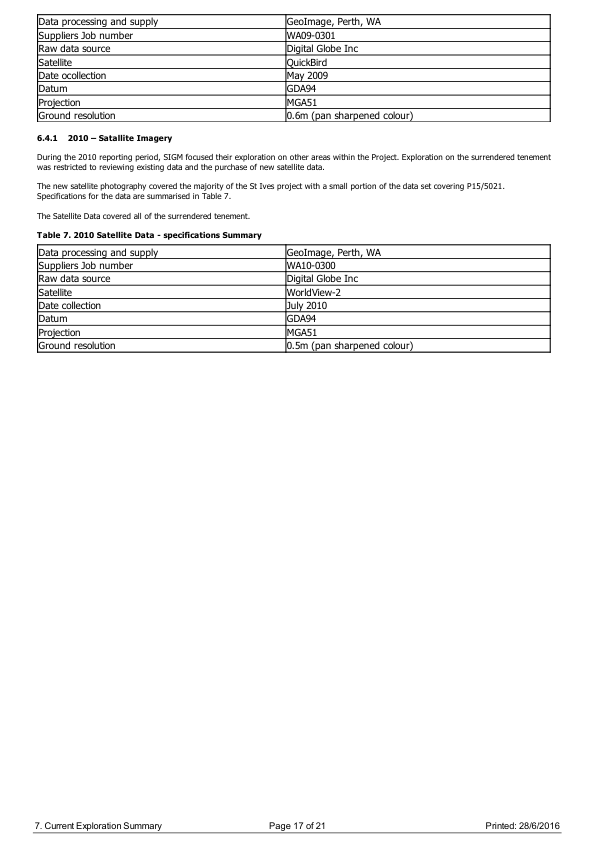 Data processing and supply GeoImage, Perth, WA
Suppliers Job number WA09-0301
Raw data source Digital Globe Inc
Satellite QuickBird
Date ocollection May 2009
Datum GDA94
Projection MGA51
Ground resolution 0.6m (pan sharpened colour)
6.4.1 2010 – Satallite Imagery
During the 2010 reporting period, SIGM focused their exploration on other areas within the Project. Exploration on the surrendered tenement
was restricted to reviewing existing data and the purchase of new satellite data.
The new satellite photography covered the majority of the St Ives project with a small portion of the data set covering P15/5021.
Specifications for the data are summarised in Table 7.
The Satellite Data covered all of the surrendered tenement.
Table 7. 2010 Satellite Data - specifications Summary
Data processing and supply GeoImage, Perth, WA
Suppliers Job number WA10-0300
Raw data source Digital Globe Inc
Satellite WorldView-2
Date collection July 2010
Datum GDA94
Projection MGA51
Ground resolution 0.5m (pan sharpened colour)
7. Current Exploration Summary Page 17 of 21 Printed: 28/6/2016